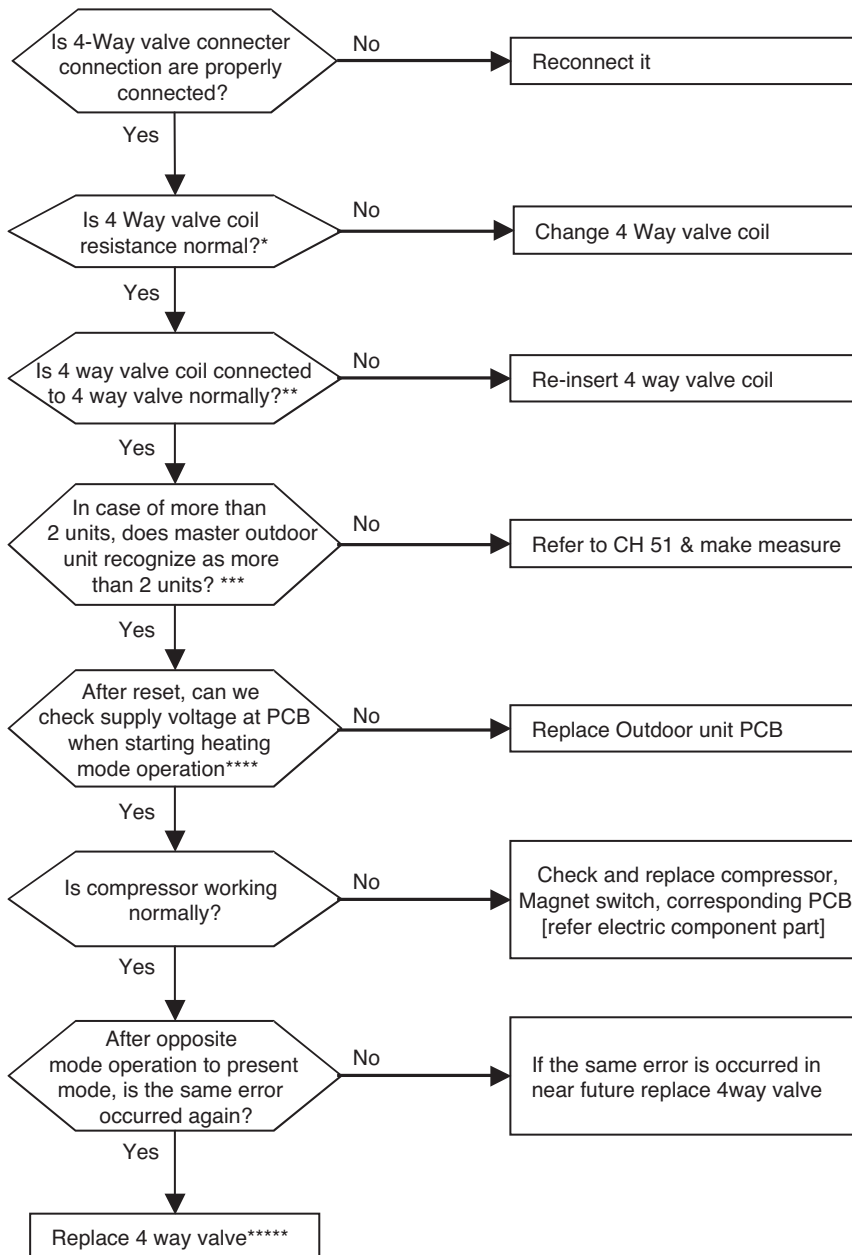 Is 4-Way valve connecter
connection are properly
connected?
No
Reconnect it
Yes
Is 4 Way valve coil
resistance normal?*
No
Change 4 Way valve coil
Yes
Is 4 way valve coil connected
to 4 way valve normally?**
No
Re-insert 4 way valve coil
Yes
In case of more than
2 units, does master outdoor
unit recognize as more
than 2 units? ***
No
Refer to CH 51 & make measure
Yes
After reset, can we
check supply voltage at PCB
when starting heating
mode operation****
No
Replace Outdoor unit PCB
Yes
Is compressor working
normally?
No
Check and replace compressor,
Magnet switch, corresponding PCB
[refer electric component part]
Yes
After opposite
mode operation to present
mode, is the same error
occurred again?
No
If the same error is occurred in
near future replace 4way valve
Yes
Replace 4 way valve*****